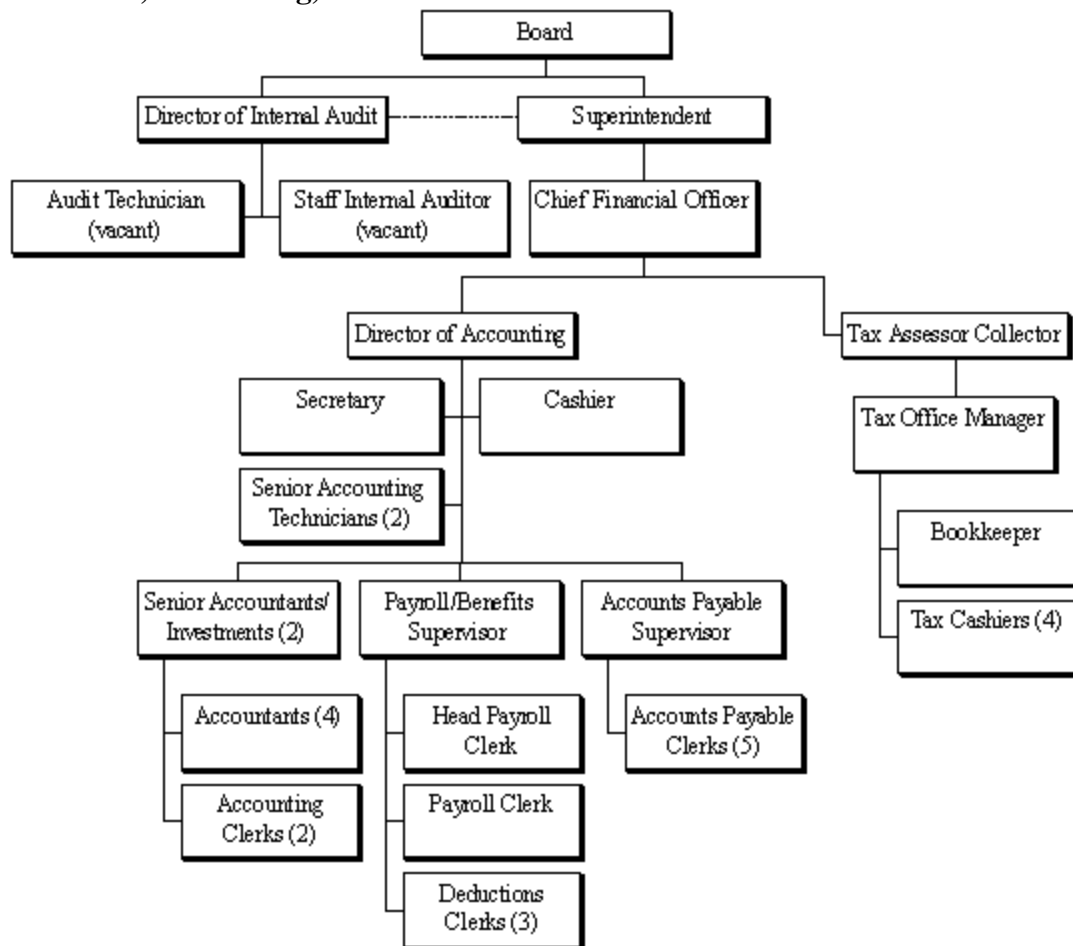 Board
Director of Internal Audit
Superintendent
Audit Technician
(vacant)
Staff Internal Auditor
(vacant)
Chief Financial Officer
Director of Accounting
Tax Assessor Collector
Secretary
Cashier
Tax Office Manager
Senior Accounting
Technicians (2)
Bookkeeper
Senior Accountants/
Investments (2)
Payroll/Benefits
Supervisor
Accounts Payable
Supervisor
Tax Cashiers (4)
Accountants (4)
Head Payroll
Clerk
Accounts Payable
Clerks (5)
Accounting
Clerks (2)
Payroll Clerk
Deductions
Clerks (3)